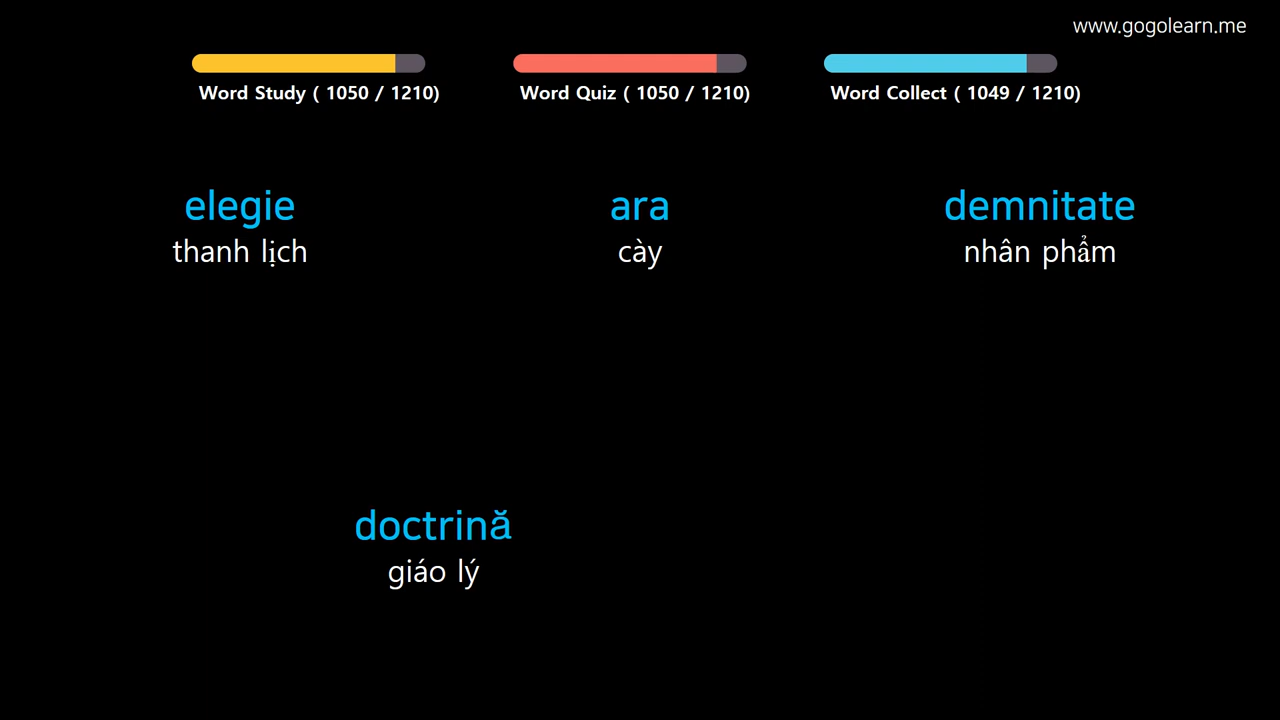 www.gogolearn.me
Word Study ( 1050 / 1210)
Word Quiz ( 1050 / 1210)
Word Collect ( 1049 / 1210)
elegie
thanh lịch
ara
cày
demnitate
nhân phẩm
doctrină
giáo lý